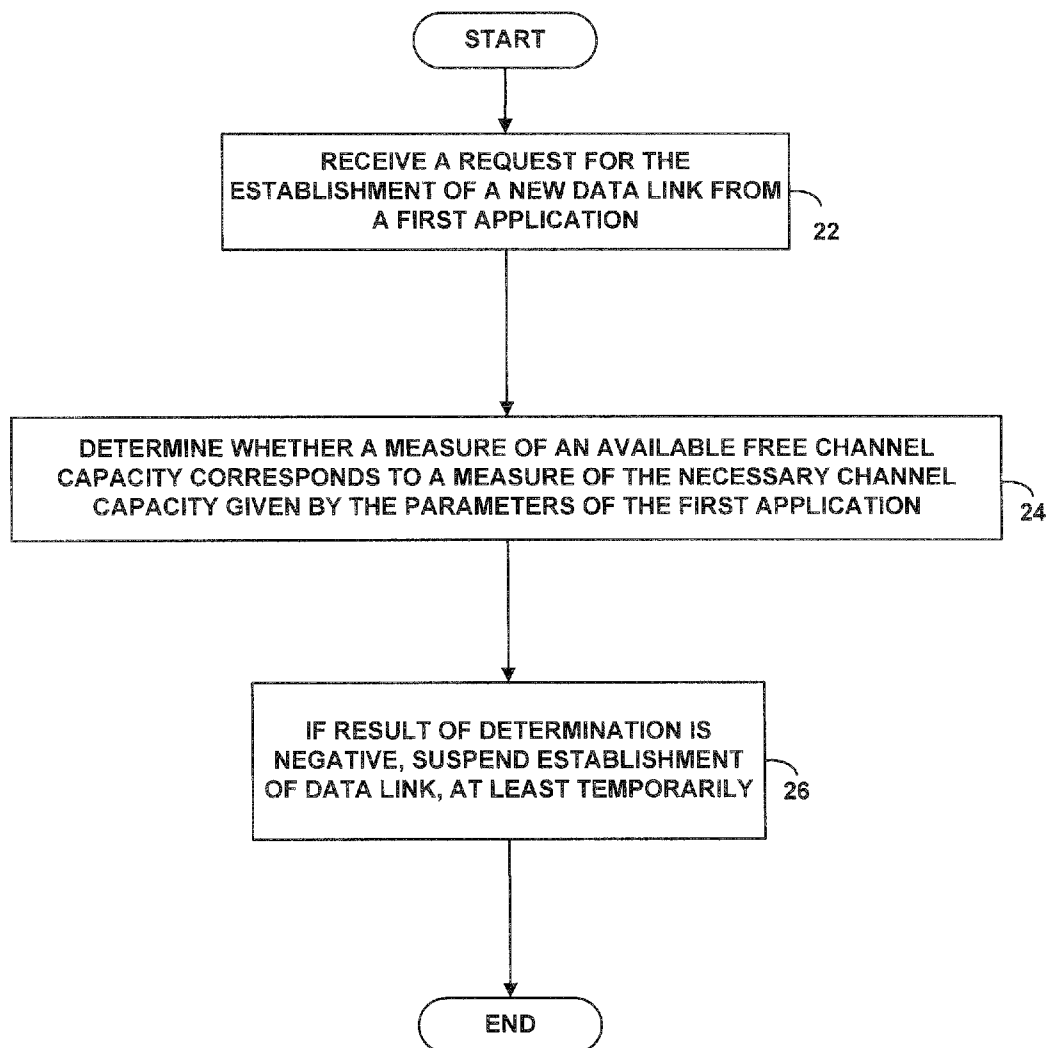 START
RECEIVE A REQUEST FOR THE
ESTABLISHMENT OF A NEW DATA LINK FROM
A FIRST APPLICATION
22
DETERMINE WHETHER A MEASURE OF AN AVAILABLE FREE CHANNEL
CAPACITY CORRESPONDS TO A MEASURE OF THE NECESSARY CHANNEL
CAPACITY GIVEN BY THE PARAMETERS OF THE FIRST APPLICATION
24
IF RESULT OF DETERMINATION IS
NEGATIVE, SUSPEND ESTABLISHMENT
OF DATA LINK, AT LEAST TEMPORARILY
26
END